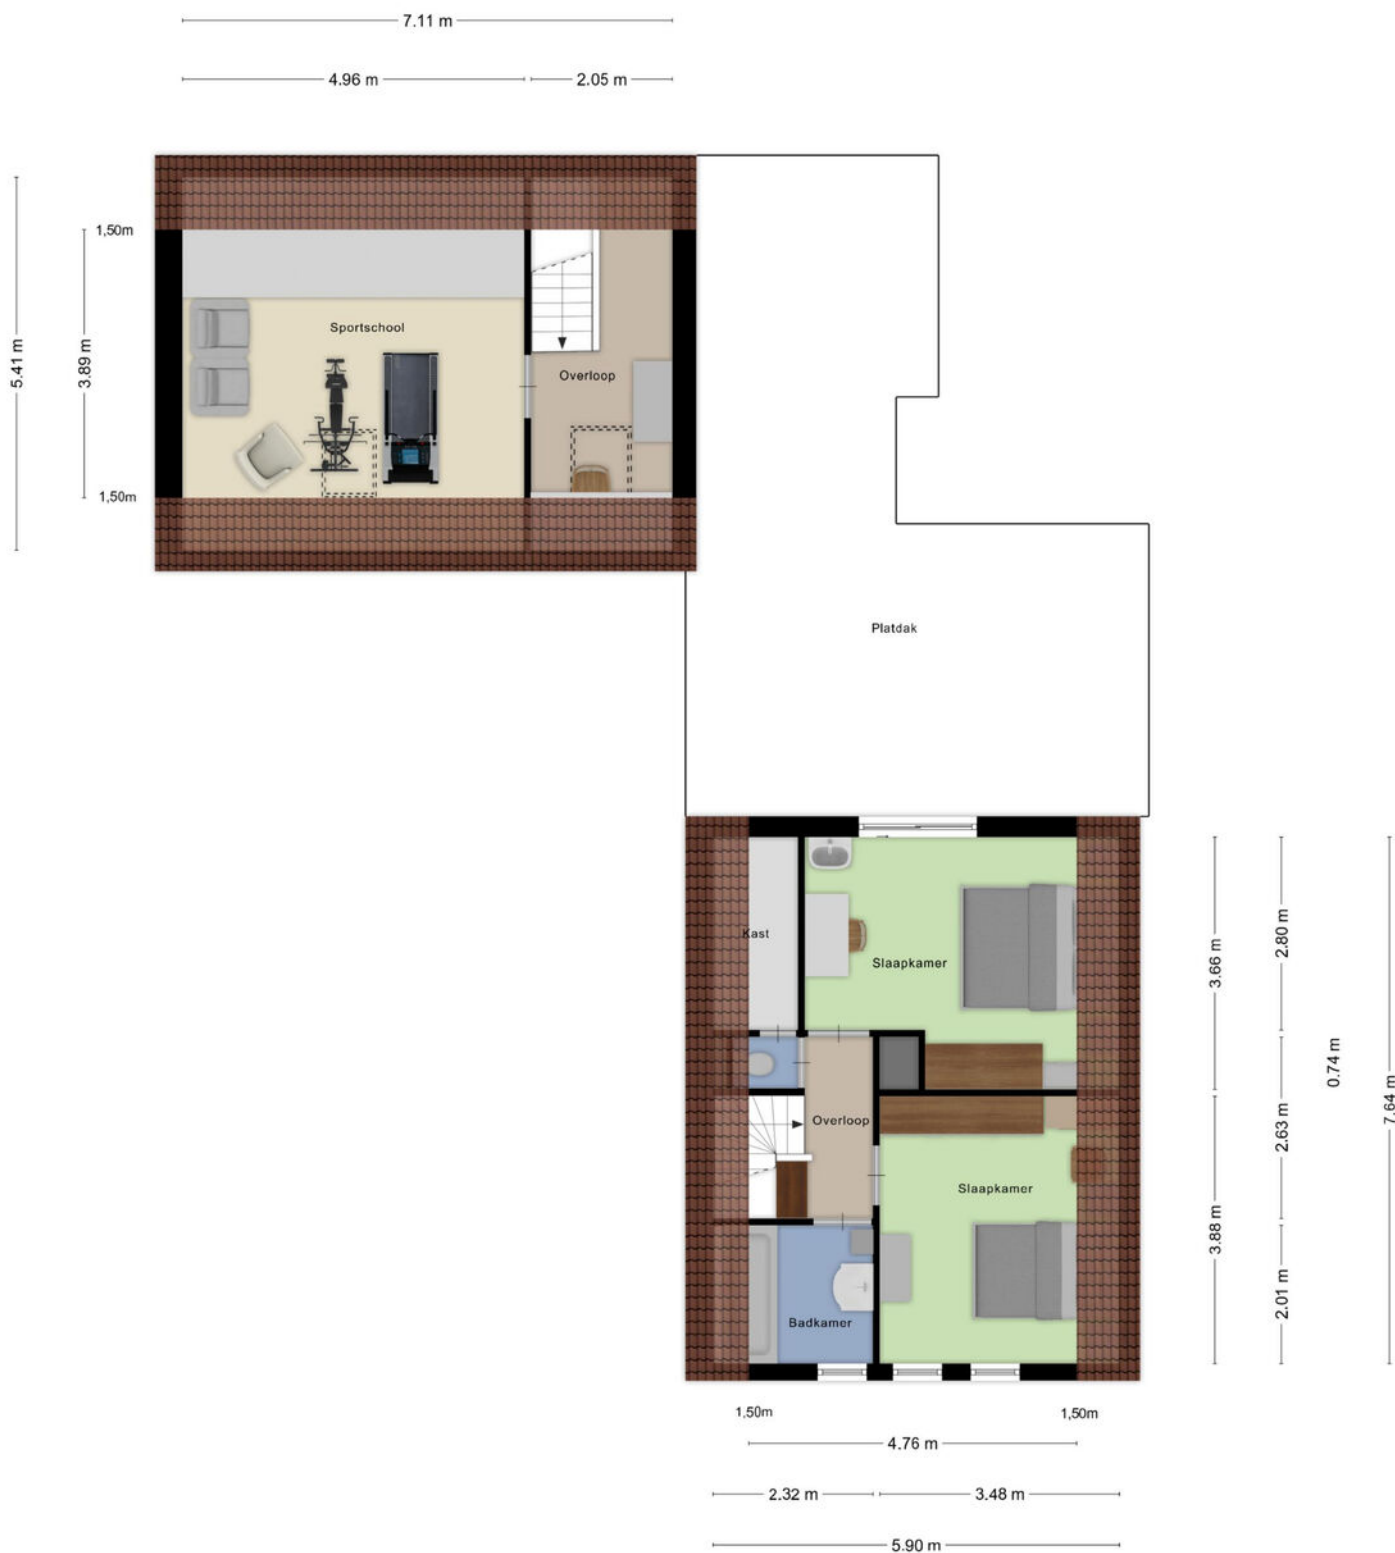 7.11 m
4.96 m
2.05 m
1,50m
5.41 m
3.89 m
Sportschool
Overloop
1,50m
Platdak
Kast
Slaapkamer
3.66 m
2.80 m
0.74 m
7.64 m
Overloop
2.63 m
Slaapkamer
3.88 m
2.01 m
Badkamer
1,50m
1,50m
4.76 m
2.32 m
3.48 m
5.90 m